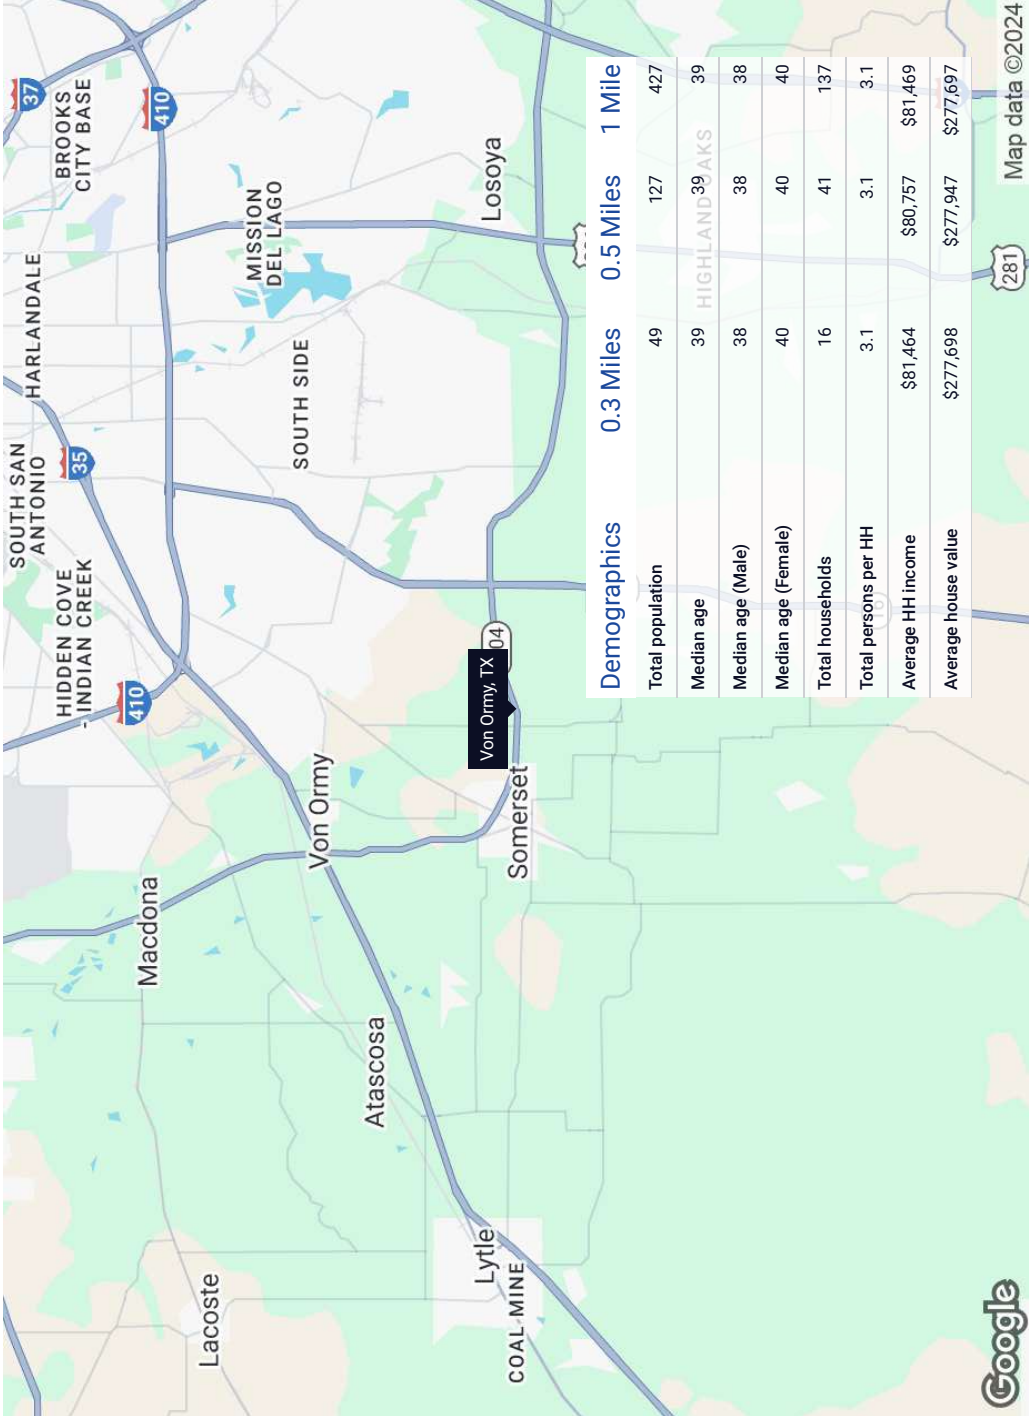 37
BROOKS
CITY BASE
410
HARLANDALE
SOUTH SAN
ANTONIO
35
HIDDEN COVE
- INDIAN CREEK
410
MISSION
DEL LAGO
SOUTH SIDE
Losoya
Macdona
Von Ormy
Atascosa
Lacoste
Lytle
COAL MINE
Somerset
04
Von Ormy, TX
HIGHLAND OAKS
281
Demographics 0.3 Miles 0.5 Miles 1 Mile
Total population 49 127 427
Median age 39 39 39
Median age (Male) 38 38 38
Median age (Female) 40 40 40
Total households 16 41 137
Total persons per HH 3.1 3.1 3.1
Average HH income $81,464 $80,757 $81,469
Average house value $277,698 $277,947 $277,697
Google
Map data ©2024